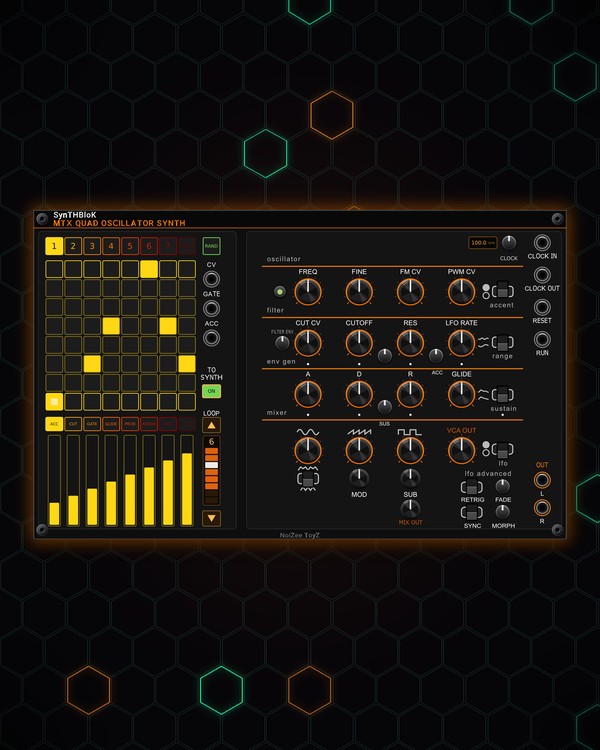 SynTHBloK
MTX QUAD OSCILLATOR SYNTH
1 2 3 4 5 6
RAND
CV
GATE
ACC
TO
SYNTH
ON
LOOP
6
ACC CUT GATE GLIDE PROB
100.0
CLOCK
CLOCK IN
CLOCK OUT
RESET
RUN
oscillator
FREQ FINE FM CV PWM CV
accent
filter
FILTER ENV
CUT CV CUTOFF RES LFO RATE
range
env gen
ACC
A D R GLIDE
sustain
mixer
SUS
VCA OUT
lfo
MOD SUB
MIX OUT
lfo advanced
RETRIG FADE
SYNC MORPH
OUT
L
R
NoiZee ToyZ